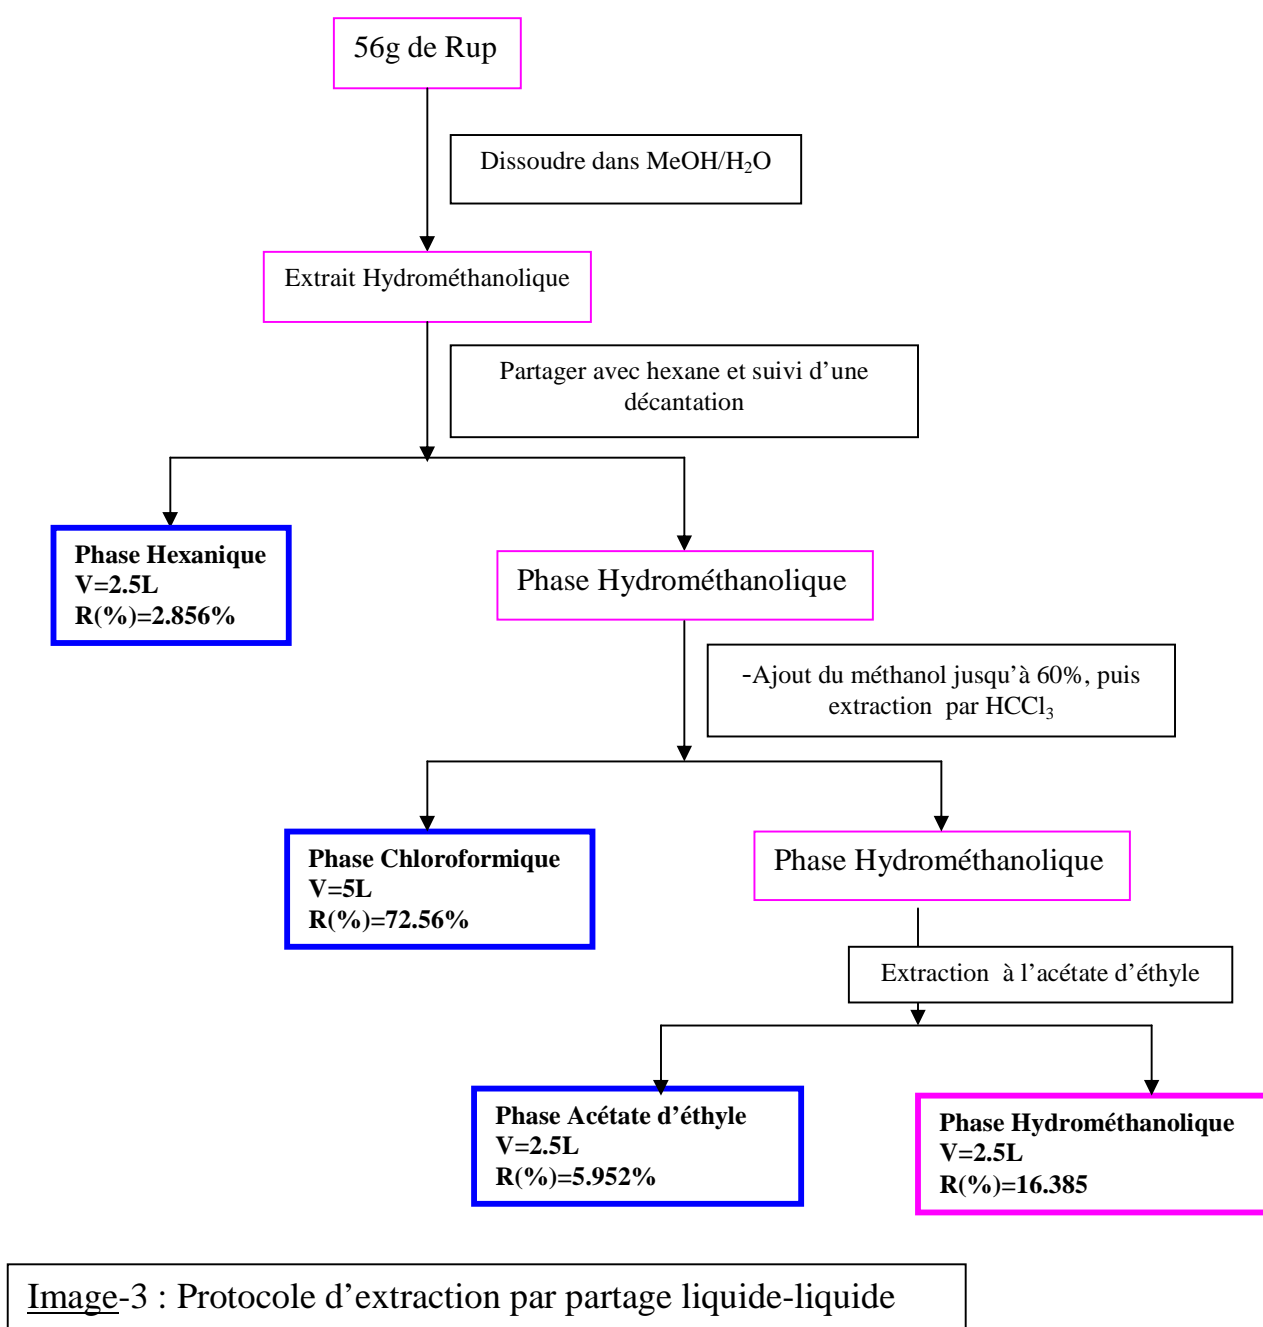 56g de Rup
Dissoudre dans MeOH/H₂O
Extrait Hydrométhanolique
Partager avec hexane et suivi d’une
décantation
Phase Hexanique
V=2.5L
R(%)=2.856%
Phase Hydrométhanolique
-Ajout du méthanol jusqu’à 60%, puis
extraction par HCCl₃
Phase Chloroformique
V=5L
R(%)=72.56%
Phase Hydrométhanolique
Extraction à l’acétate d’éthyle
Phase Acétate d’éthyle
V=2.5L
R(%)=5.952%
Phase Hydrométhanolique
V=2.5L
R(%)=16.385
Image-3 : Protocole d’extraction par partage liquide-liquide